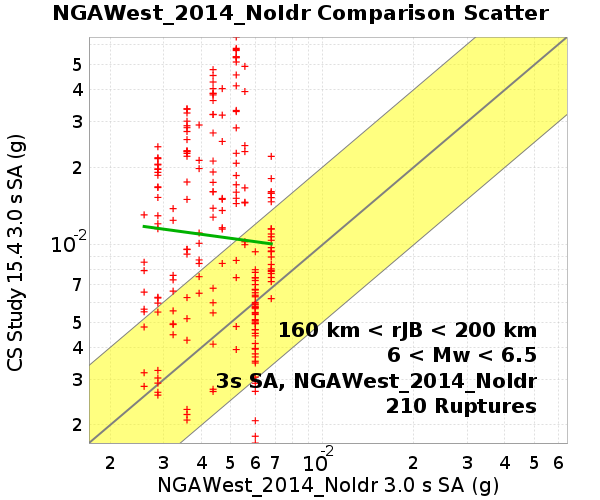 NGAWest_2014_NoIdr Comparison Scatter
CS Study 15.4 3.0 s SA (g)
5
4
3
2
10-2
7
5
4
3
2
160 km < rJB < 200 km
6 < Mw < 6.5
3s SA, NGAWest_2014_NoIdr
210 Ruptures
2 3 4 5 6 7 10-2 2 3 4 5 6
NGAWest_2014_NoIdr 3.0 s SA (g)